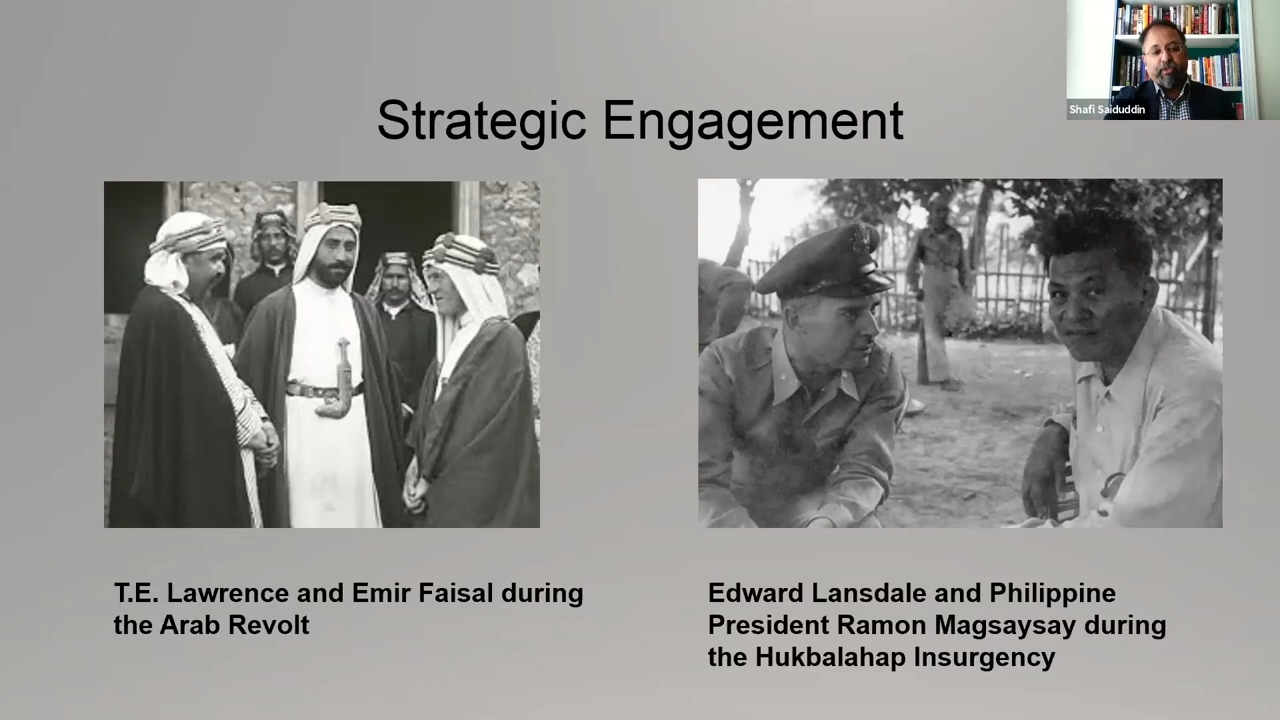 Shafi Saiduddin
Strategic Engagement
T.E. Lawrence and Emir Faisal during
the Arab Revolt
Edward Lansdale and Philippine
President Ramon Magsaysay during
the Hukbalahap Insurgency